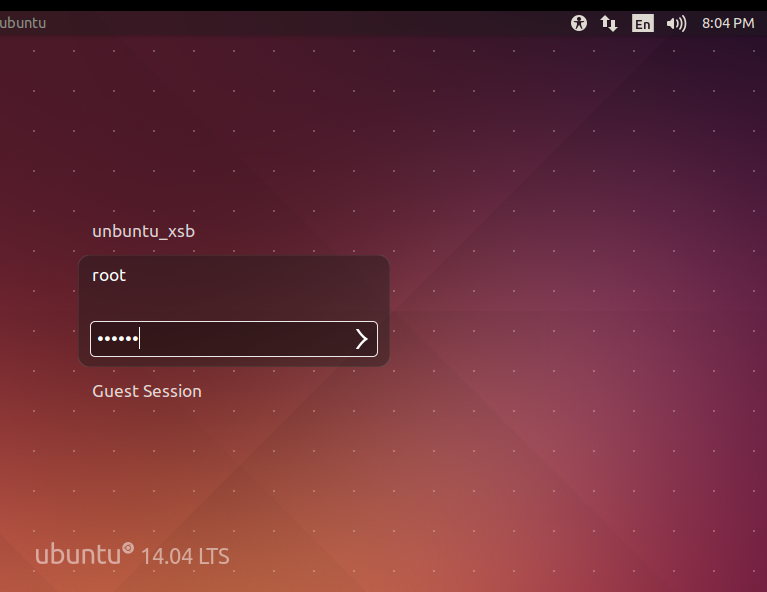 ubuntu En 8:04 PM
unbuntu_xsb
root
••••••
Guest Session
ubuntu 14.04 LTS